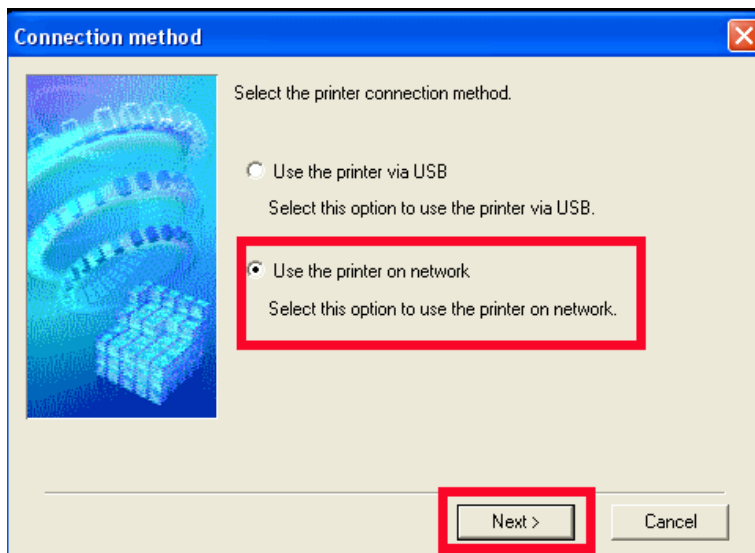 Connection method
Select the printer connection method.
Use the printer via USB
Select this option to use the printer via USB.
Use the printer on network
Select this option to use the printer on network.
Next > Cancel